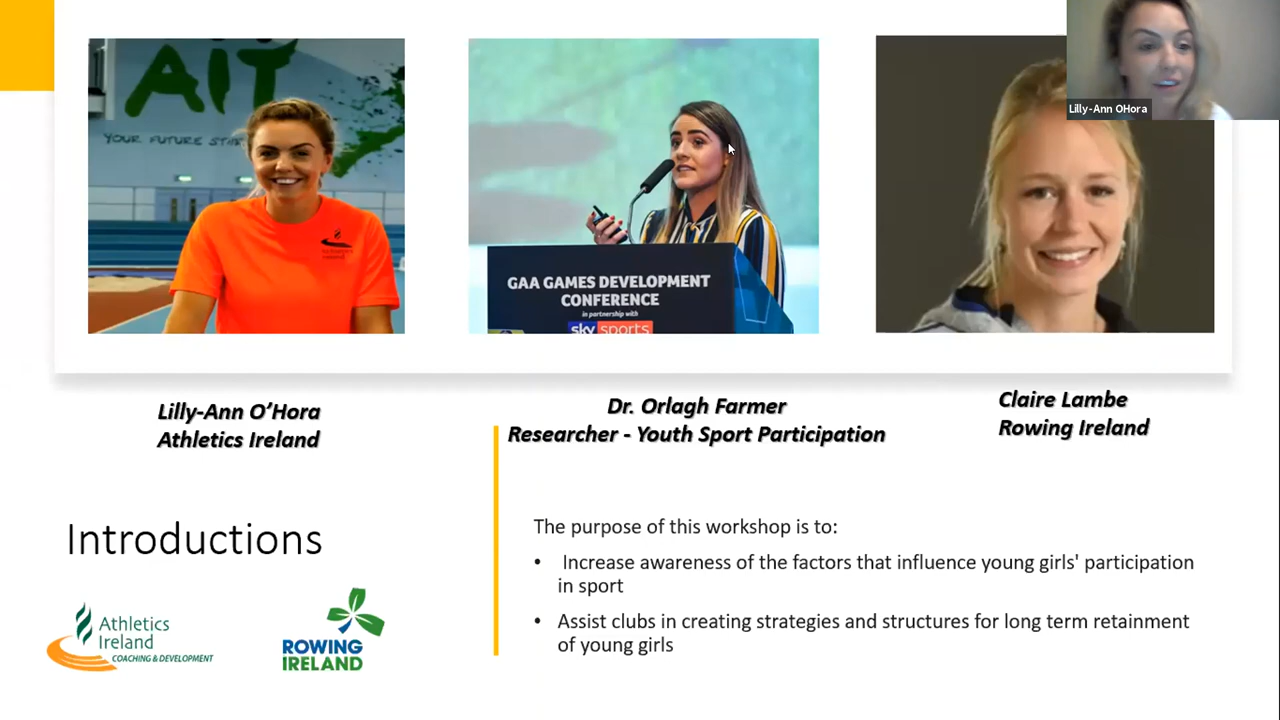 AIT
YOUR FUTURE
Athletics
Ireland
GAA GAMES DEVELOPMENT
CONFERENCE
in partnership with
sky sports
Lilly-Ann OHora
Lilly-Ann O’Hora
Athletics Ireland
Dr. Orlagh Farmer
Researcher - Youth Sport Participation
Claire Lambe
Rowing Ireland
Introductions
The purpose of this workshop is to:
• Increase awareness of the factors that influence young girls' participation
in sport
• Assist clubs in creating strategies and structures for long term retainment
of young girls
Athletics
Ireland
COACHING & DEVELOPMENT
ROWING
IRELAND